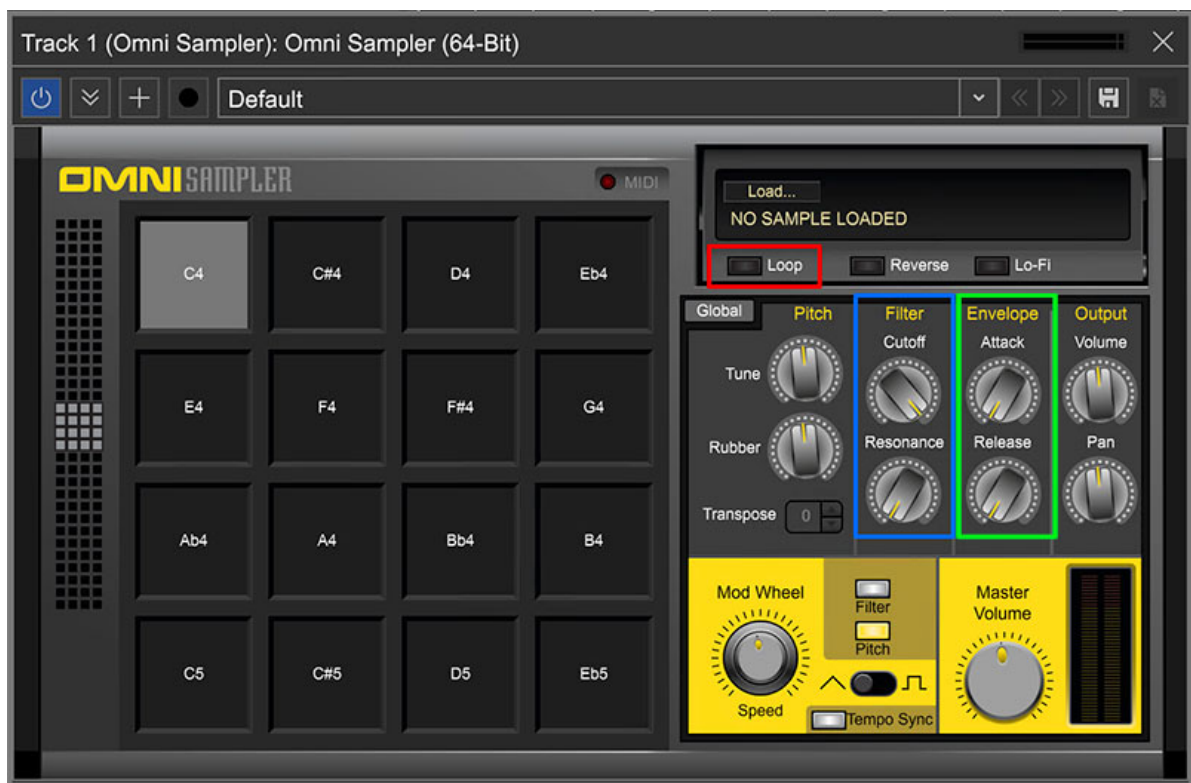 Track 1 (Omni Sampler): Omni Sampler (64-Bit)
Default
OMNISAMPLER
MIDI
Load...
NO SAMPLE LOADED
Loop Reverse Lo-Fi
C4 C#4 D4 Eb4
E4 F4 F#4 G4
Ab4 A4 Bb4 B4
C5 C#5 D5 Eb5
Global Pitch Filter Envelope Output
Cutoff Attack Volume
Tune
Rubber Resonance Release Pan
Transpose 0
Mod Wheel
Filter
Pitch
Speed
Tempo Sync
Master
Volume